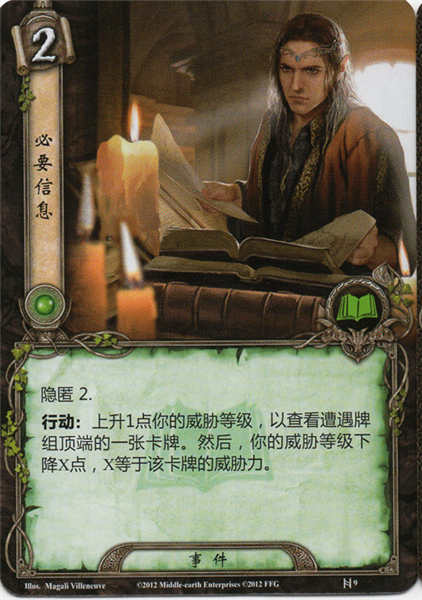 2
必要信息
隐匿 2.
行动：上升1点你的威胁等级，以查看遭遇牌
组顶端的一张卡牌。然后，你的威胁等级下
降X点，X等于该卡牌的威胁力。
事件
Illus. Magali Villeneuve ©2012 Middle-earth Enterprises ©2012 FFG 9